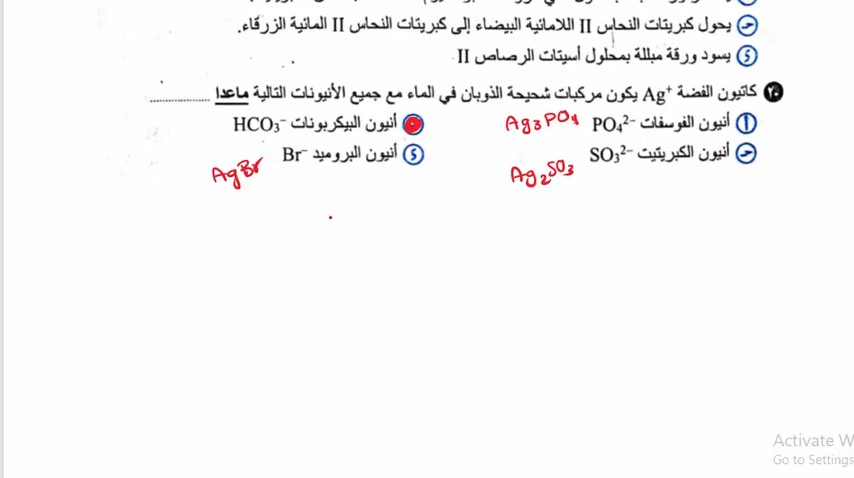 ﺣ يحول كبريتات النحاس II اللامائية البيضاء إلى كبريتات النحاس II المائية الزرقاء.
د يسود ورقة مبللة بمحلول أسيتات الرصاص II
٢٠ كاتيون الفضة Ag⁺ يكون مركبات شحيحة الذوبان في الماء مع جميع الأنيونات التالية ماعدا ..............
أ أنيون الفوسفات PO₄²⁻ Ag₃PO₄
أنيون البيكربونات HCO₃⁻
ﺣ أنيون الكبريتيت SO₃²⁻ Ag₂SO₃
د أنيون البروميد Br⁻ AgBr
Activate W
Go to Settings